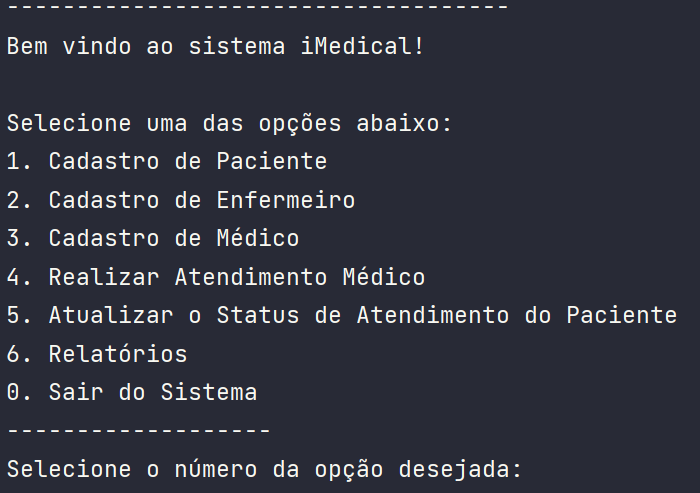 ------------------------------------
Bem vindo ao sistema iMedical!
Selecione uma das opções abaixo:
1. Cadastro de Paciente
2. Cadastro de Enfermeiro
3. Cadastro de Médico
4. Realizar Atendimento Médico
5. Atualizar o Status de Atendimento do Paciente
6. Relatórios
0. Sair do Sistema
-------------------
Selecione o número da opção desejada: